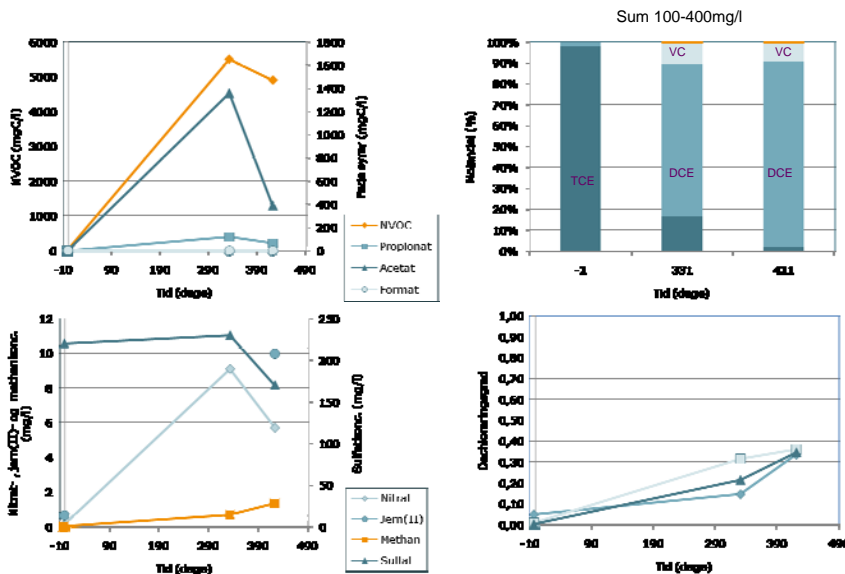 Sum 100-400mg/l
6000
5000
4000
3000
2000
1000
0
NVOC (mgC/l)
1800
1600
1400
1200
1000
800
600
400
200
0
-10 90 190 290 390 490
Tid (dage)
NVOC
Propionat
Acetat
Format
100%
90%
80%
70%
60%
50%
40%
30%
20%
10%
0%
Molandel (%)
TCE
VC
DCE
VC
DCE
-1 331 411
Tid (dage)
12
10
8
6
4
2
0
Nitrat-, jern(II)- og methankonc.
(mg/l)
250
200
150
100
50
0
Sulfatkonc. (mg/l)
-10 90 190 290 390 490
Tid (dage)
Nitrat
Jern(II)
Methan
Sulfat
1,00
0,90
0,80
0,70
0,60
0,50
0,40
0,30
0,20
0,10
0,00
Dechloreringsgrad
-10 90 190 290 390 490
Tid (dage)